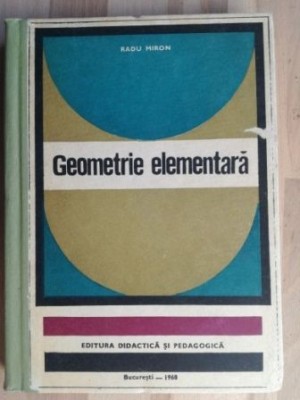 RADU MIRON
Geometrie elementară
EDITURA DIDACTICĂ ȘI PEDAGOGICĂ
București — 1968